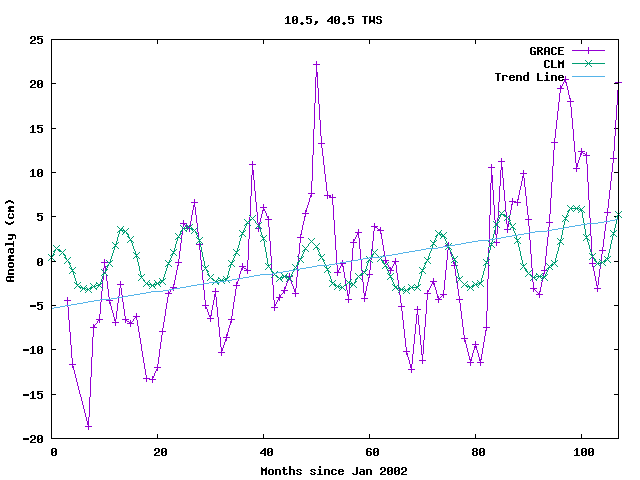 10.5, 40.5 TWS
GRACE
CLM
Trend Line
25
20
15
10
5
0
-5
-10
-15
-20
Anomaly (cm)
0 20 40 60 80 100
Months since Jan 2002